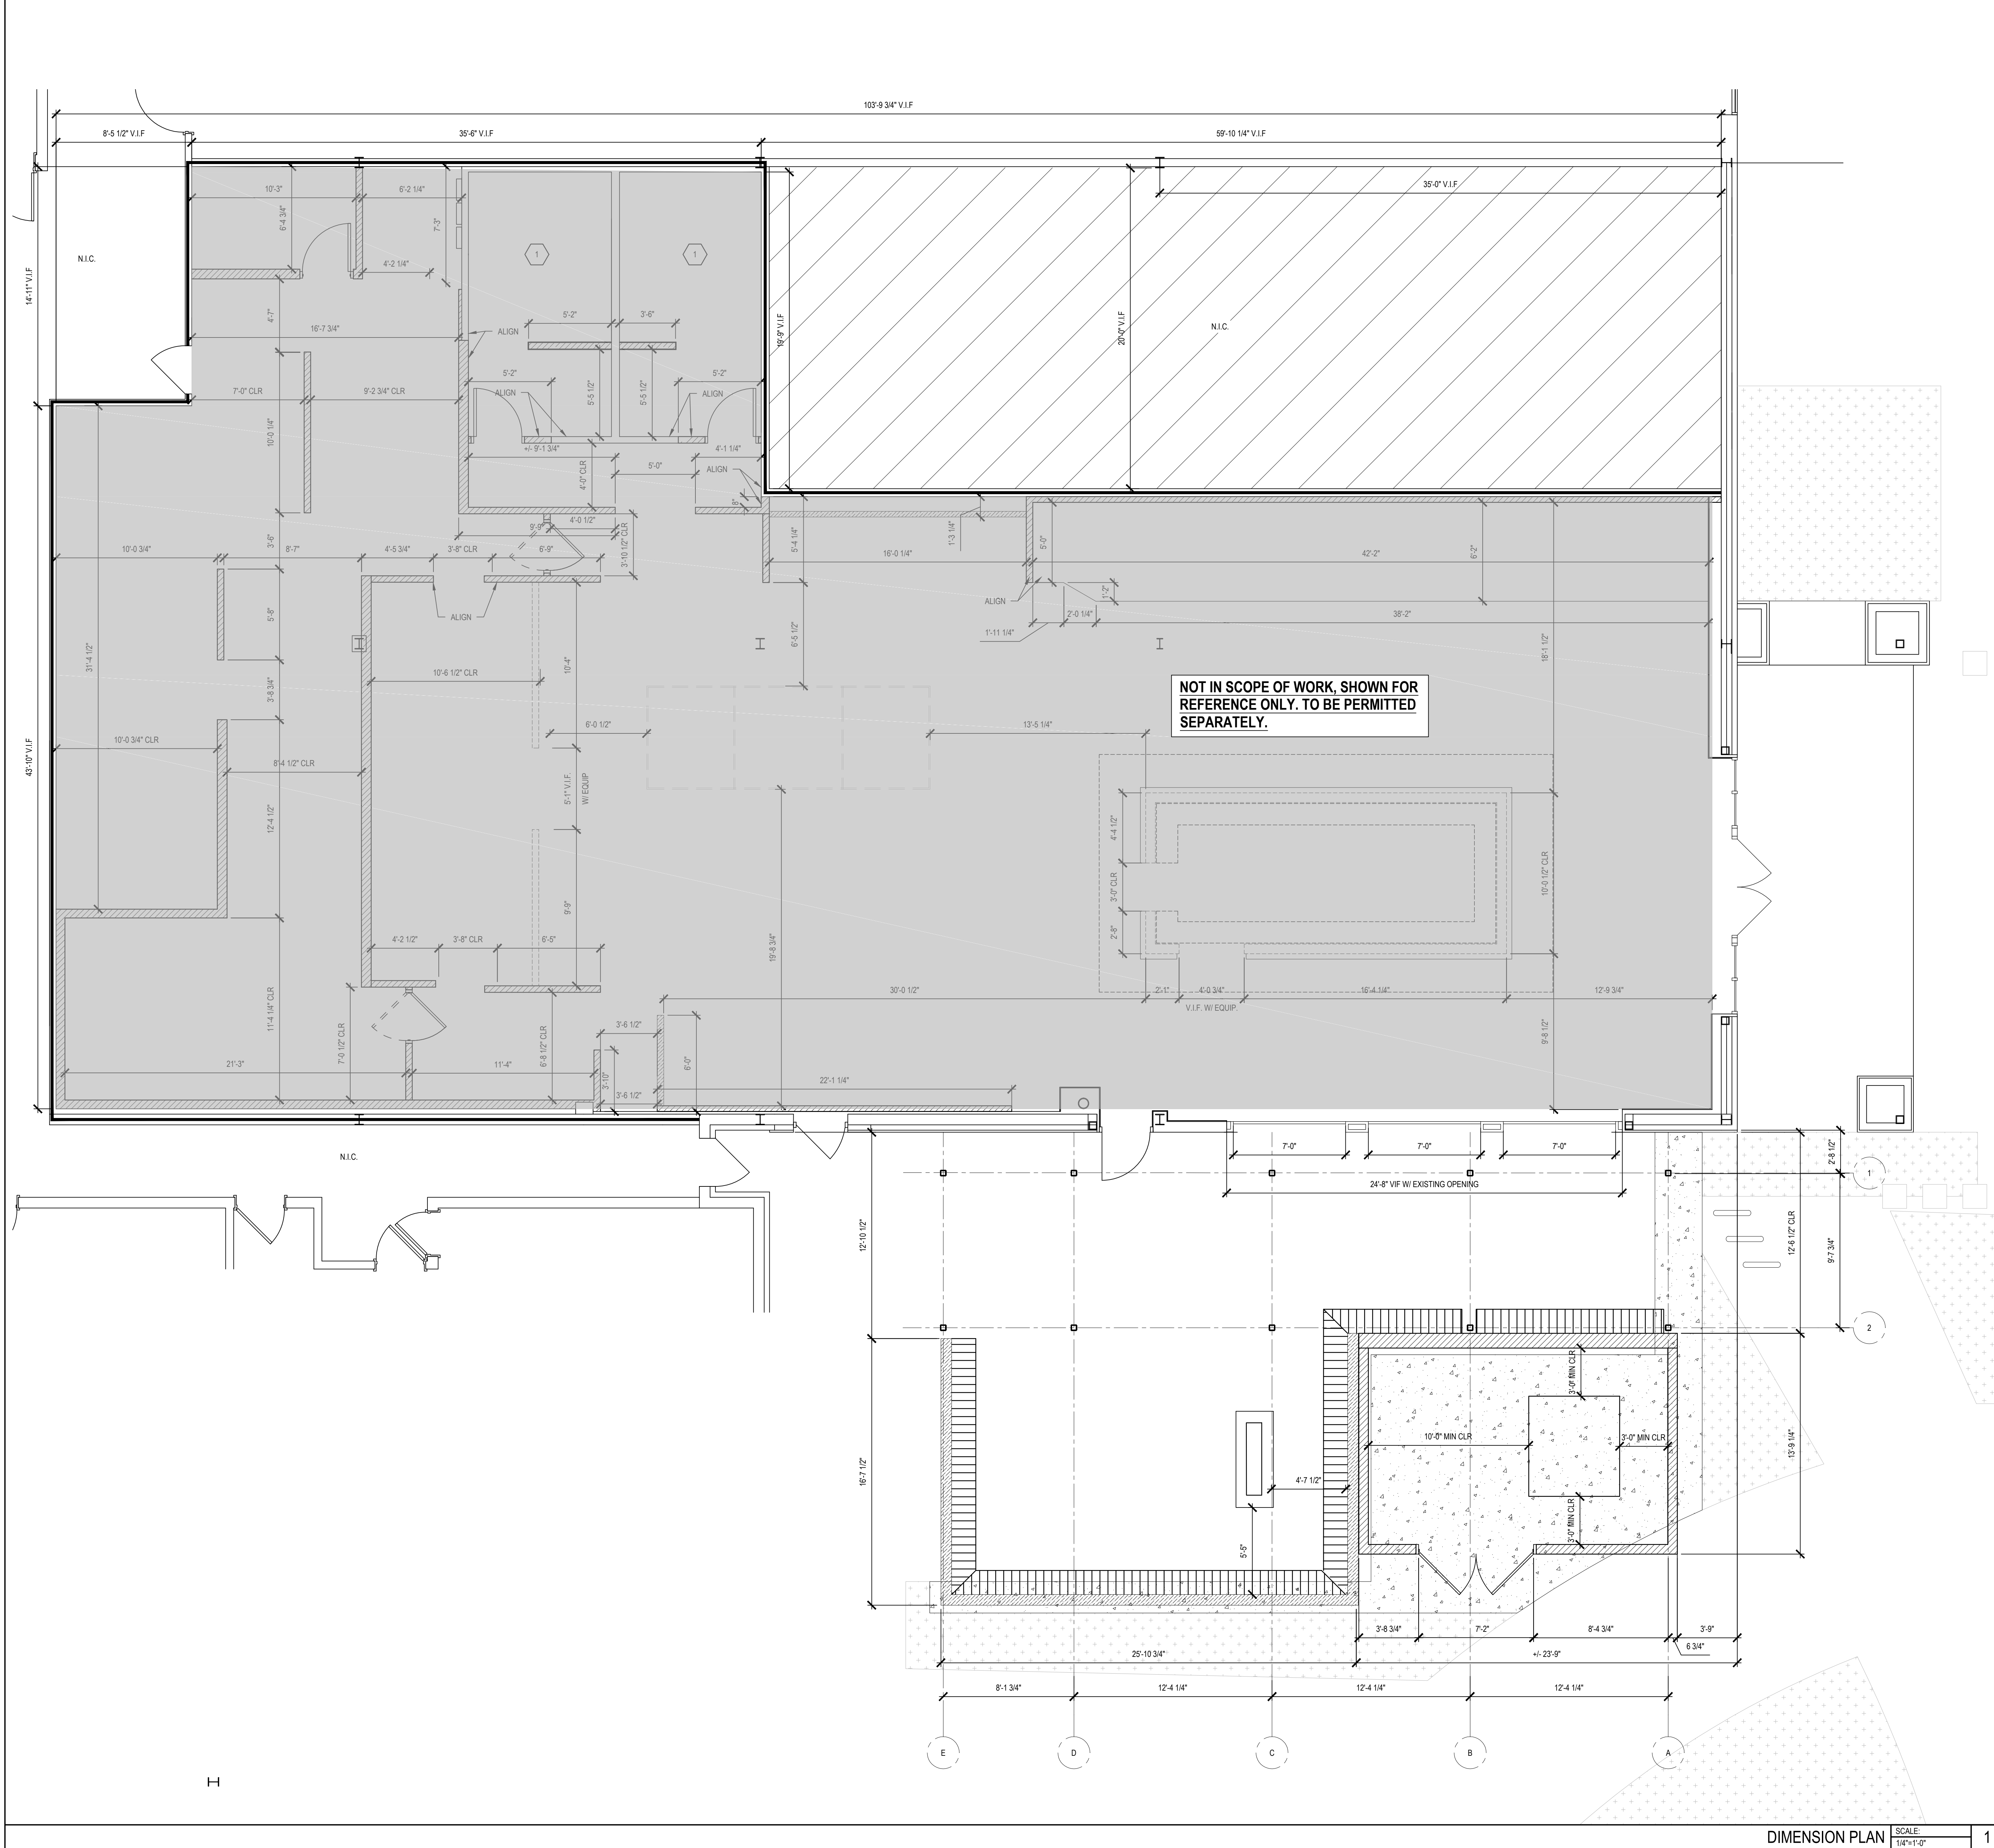 103'-9 3/4" V.I.F
8'-5 1/2" V.I.F
35'-6" V.I.F
59'-10 1/4" V.I.F
35'-0" V.I.F
10'-3"
6'-2 1/4"
6'-4 3/4"
7'-3"
N.I.C.
1
1
4'-2 1/4"
14'-11" V.I.F
4'-7"
16'-7 3/4"
ALIGN
5'-2"
3'-6"
19'-9" V.I.F
20'-0" V.I.F
N.I.C.
7'-0" CLR
9'-2 3/4" CLR
5'-2"
ALIGN
5'-5 1/2"
5'-5 1/2"
5'-2"
ALIGN
10'-0 1/4"
+/- 9'-1 3/4"
4'-1 1/4"
4'-0" CLR
5'-0"
ALIGN
8"
9'-9"
4'-0 1/2"
3'-10 1/2" CLR
5'-4 1/4"
1'-3 1/4"
5'-0"
6'-2"
10'-0 3/4"
3'-6"
8'-7"
4'-5 3/4"
3'-8" CLR
6'-9"
16'-0 1/4"
42'-2"
ALIGN
1'-2"
5'-8"
ALIGN
2'-0 1/4"
38'-2"
1'-11 1/4"
6'-5 1/2"
31'-4 1/2"
18'-1 1/2"
10'-6 1/2" CLR
10'-4"
3'-8 3/4"
NOT IN SCOPE OF WORK, SHOWN FOR
REFERENCE ONLY. TO BE PERMITTED
SEPARATELY.
6'-0 1/2"
13'-5 1/4"
10'-0 3/4" CLR
43'-10" V.I.F
8'-4 1/2" CLR
5'-1" V.I.F.
W/ EQUIP
12'-4 1/2"
4'-4 1/2"
3'-0" CLR
2'-8"
10'-0 1/2" CLR
9'-9"
4'-2 1/2"
3'-8" CLR
6'-5"
19'-8 3/4"
30'-0 1/2"
2'-1"
4'-0 3/4"
16'-4 1/4"
12'-9 3/4"
V.I.F. W/ EQUIP.
11'-4 1/4" CLR
7'-0 1/2" CLR
6'-8 1/2" CLR
3'-6 1/2"
9'-8 1/2"
21'-3"
11'-4"
3'-10"
6'-0"
22'-1 1/4"
3'-6 1/2"
N.I.C.
7'-0"
7'-0"
7'-0"
2'-8 1/2"
1
24'-8" VIF W/ EXISTING OPENING
12'-10 1/2"
12'-6 1/2" CLR
9'-7 3/4"
2
3'-0" MIN CLR
10'-0" MIN CLR
3'-0" MIN CLR
13'-9 1/4"
16'-7 1/2"
4'-7 1/2"
3'-0" MIN CLR
5'-5"
3'-8 3/4"
7'-2"
8'-4 3/4"
3'-9"
6 3/4"
25'-10 3/4"
+/- 23'-9"
8'-1 3/4"
12'-4 1/4"
12'-4 1/4"
12'-4 1/4"
E
D
C
B
A
DIMENSION PLAN
SCALE:
1/4"=1'-0"
1